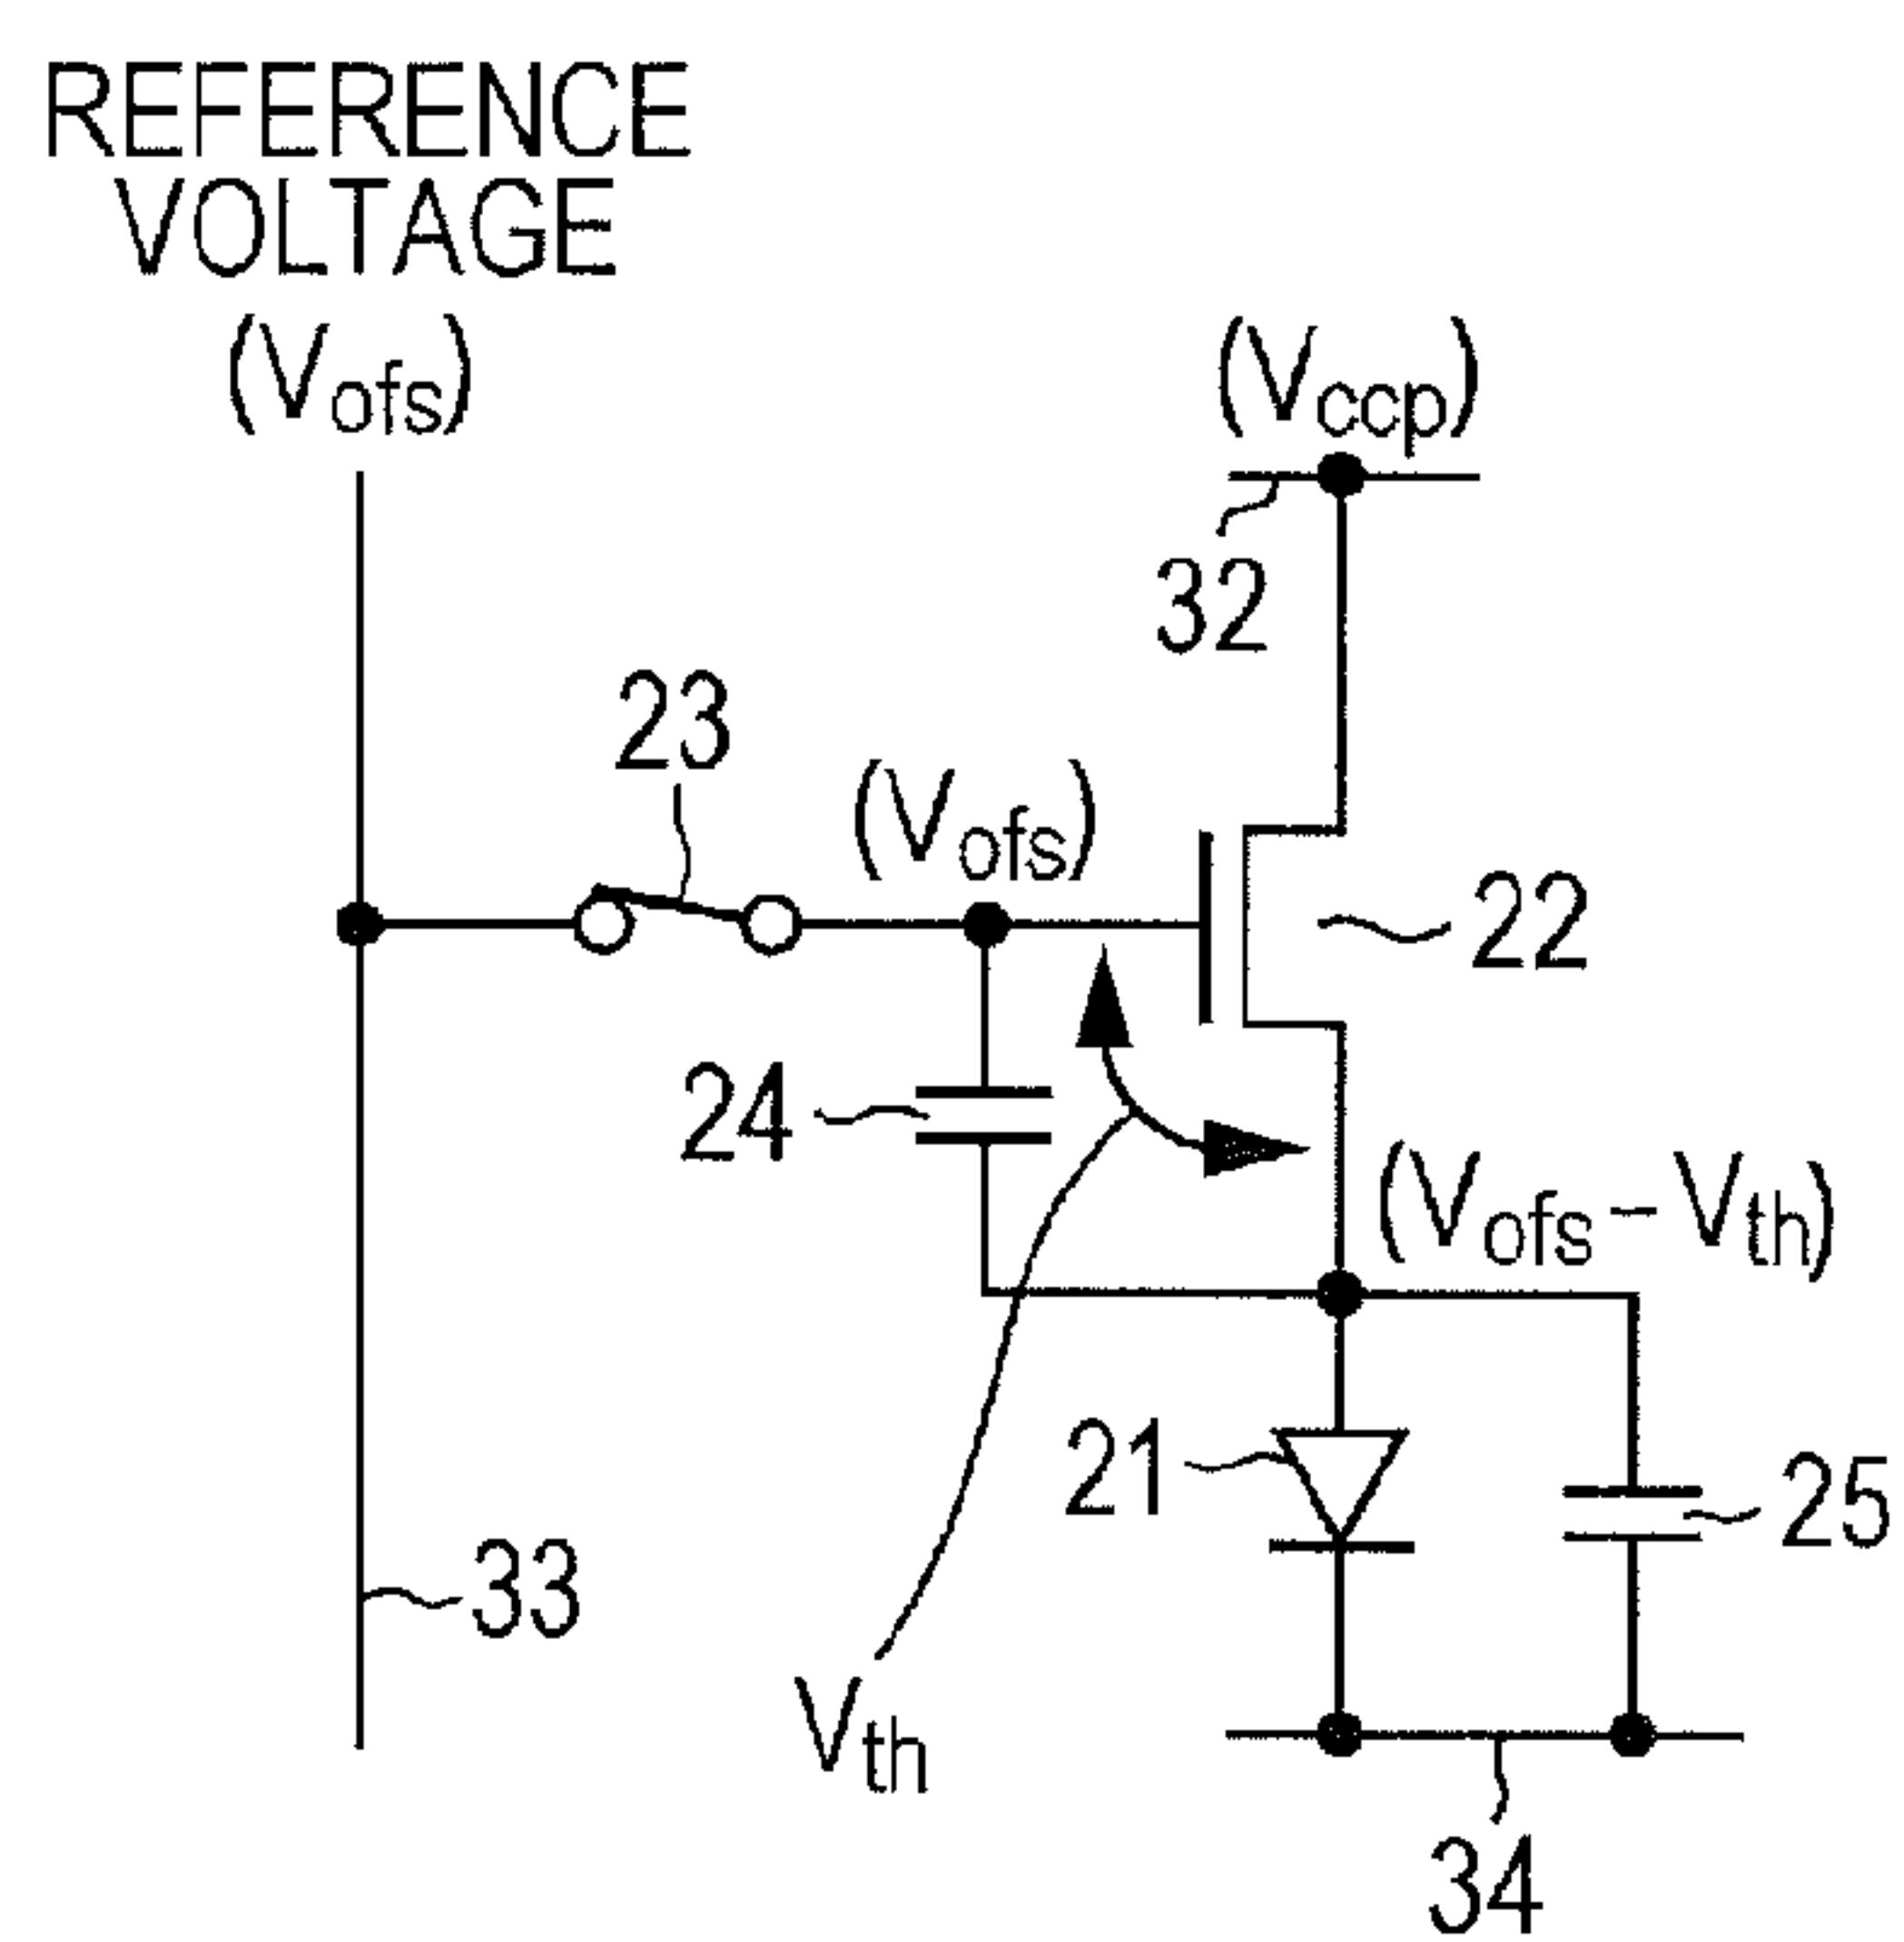 REFERENCE
VOLTAGE
(Vofs)
(Vccp)
32
23
(Vofs)
22
24
(Vofs - Vth)
21
25
33
Vth
34